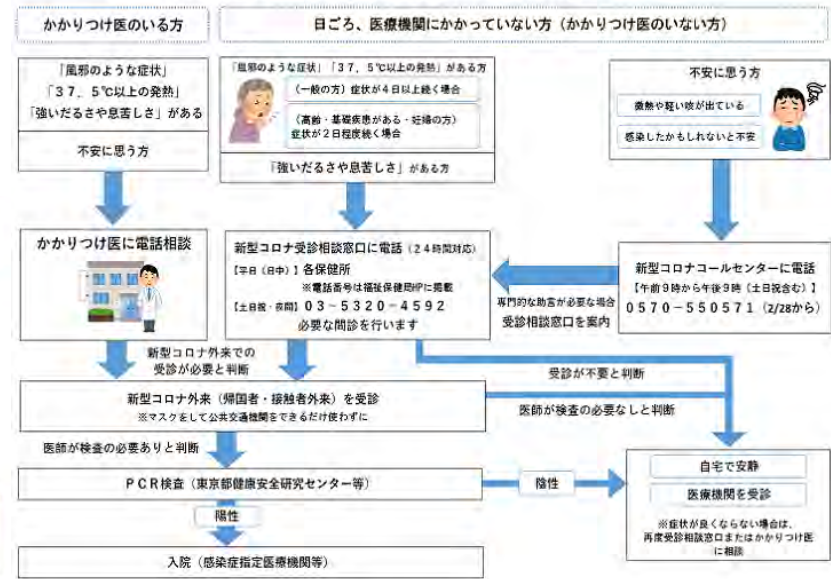 かかりつけ医のいる方
日ごろ、医療機関にかかっていない方（かかりつけ医のいない方）
「風邪のような症状」
「３７．５℃以上の発熱」
「強いだるさや息苦しさ」がある
不安に思う方
「風邪のような症状」「３７．５℃以上の発熱」がある方
（一般の方）症状が４日以上続く場合
（高齢・基礎疾患がある・妊婦の方）
症状が２日程度続く場合
「強いだるさや息苦しさ」がある方
不安に思う方
微熱や軽い咳が出ている
感染したかもしれないと不安
かかりつけ医に電話相談
新型コロナ受診相談窓口に電話（２４時間対応）
【平日（日中）】各保健所
※電話番号は福祉保健局HPに掲載
【土日祝・夜間】０３－５３２０－４５９２
必要な問診を行います
専門的な助言が必要な場合
受診相談窓口を案内
新型コロナコールセンターに電話
【午前９時から午後９時（土日祝含む）】
０５７０－５５０５７１（2/28から）
新型コロナ外来での
受診が必要と判断
受診が不要と判断
新型コロナ外来（帰国者・接触者外来）を受診
※マスクをして公共交通機関をできるだけ使わずに
医師が検査の必要なしと判断
医師が検査の必要ありと判断
ＰＣＲ検査（東京都健康安全研究センター等）
陰性
陽性
入院（感染症指定医療機関等）
自宅で安静
医療機関を受診
※症状が良くならない場合は、
再度受診相談窓口またはかかりつけ医
に相談